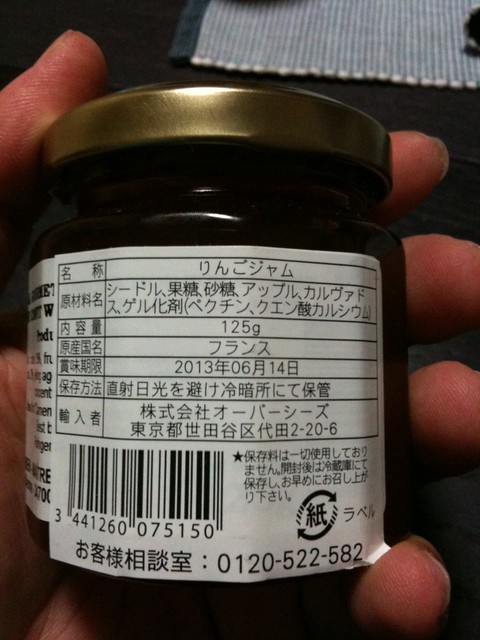 名 称 りんごジャム
原材料名 シードル、果糖、砂糖、アップル、カルヴァド
ス、ゲル化剤(ペクチン、クエン酸カルシウム)
内 容 量 125g
原産国名 フランス
賞味期限 2013年06月14日
保存方法 直射日光を避け冷暗所にて保管
輸 入 者 株式会社オーバーシーズ
東京都世田谷区代田2-20-6
★保存料は一切使用しており
ません。開封後は冷蔵庫にて
保存し、お早めにお召し上が
り下さい。
紙 ラベル
3 441260 075150
お客様相談室:0120-522-582